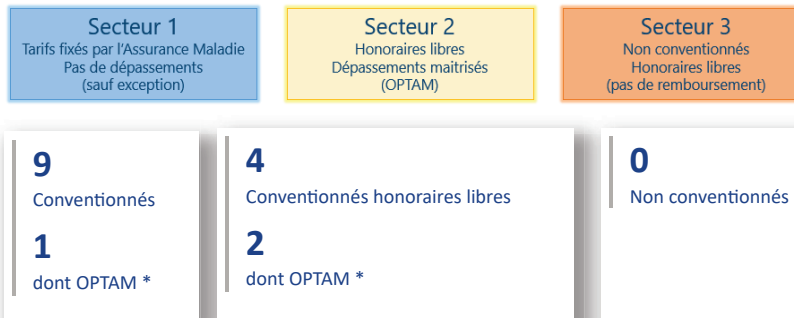 Secteur 1
Tarifs fixés par l'Assurance Maladie
Pas de dépassements
(sauf exception)
Secteur 2
Honoraires libres
Dépassements maitrisés
(OPTAM)
Secteur 3
Non conventionnés
Honoraires libres
(pas de remboursement)
9
Conventionnés
1
dont OPTAM *
4
Conventionnés honoraires libres
2
dont OPTAM *
0
Non conventionnés